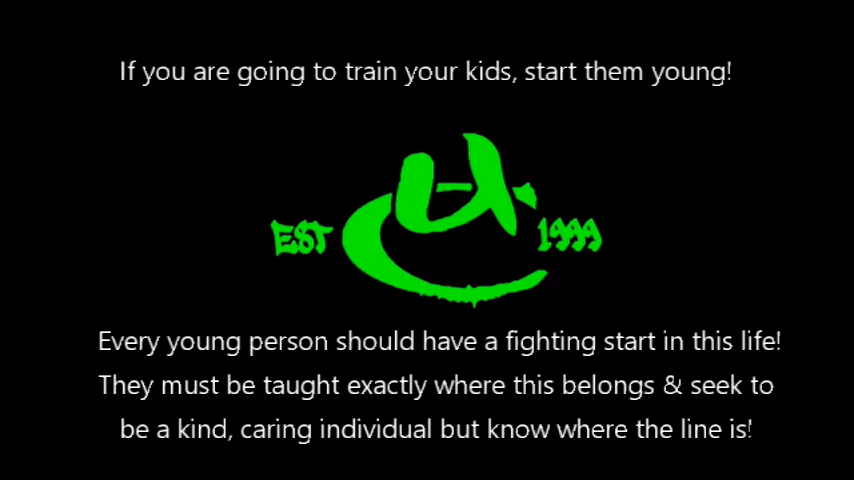 If you are going to train your kids, start them young!
EST
1999
Every young person should have a fighting start in this life!
They must be taught exactly where this belongs & seek to
be a kind, caring individual but know where the line is!